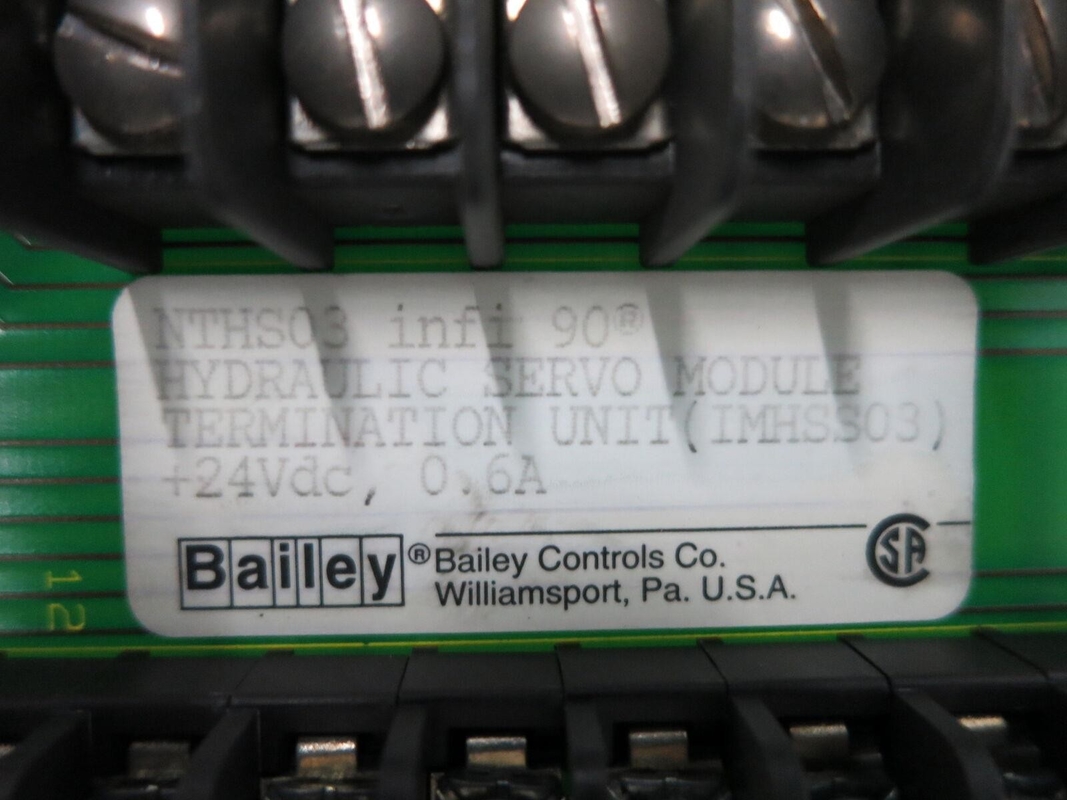 NTHS03 infi 90®
HYDRAULIC SERVO MODULE
TERMINATION UNIT(IMHSS03)
+24Vdc, 0.6A
Bailey® Bailey Controls Co.
Williamsport, Pa. U.S.A.
CSA
12